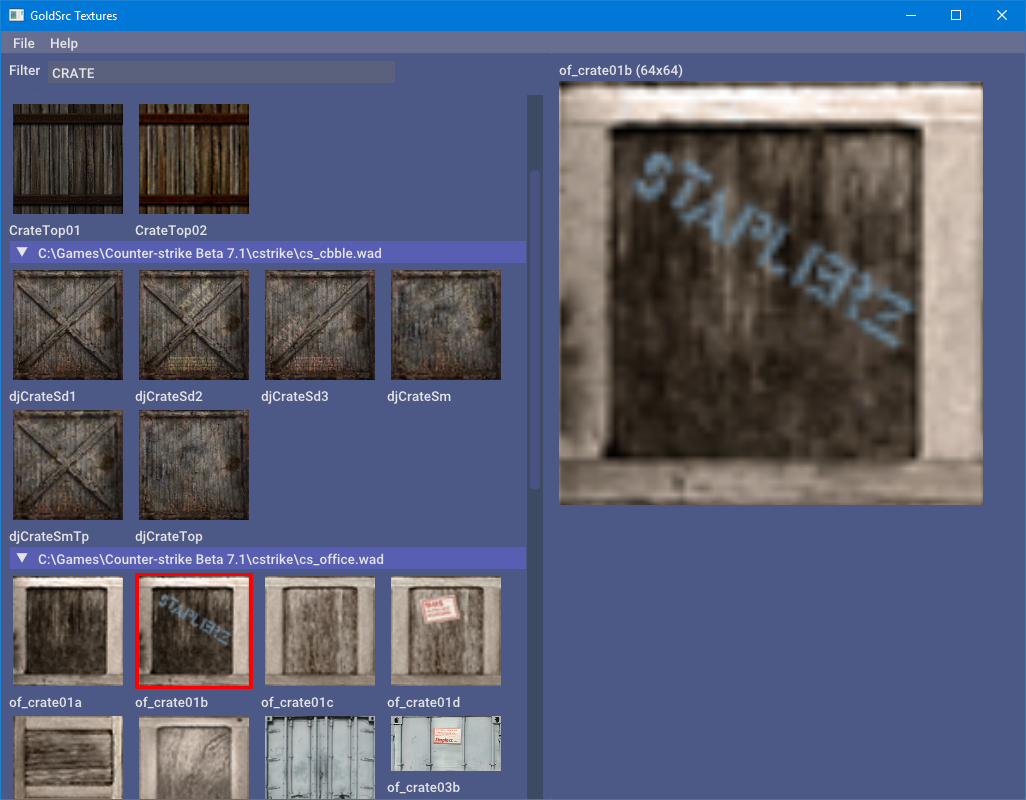 GoldSrc Textures
File Help
Filter CRATE
of_crate01b (64x64)
STAPLERZ
CrateTop01 CrateTop02
▼ C:\Games\Counter-strike Beta 7.1\cstrike\cs_cbble.wad
djCrateSd1 djCrateSd2 djCrateSd3 djCrateSm
djCrateSmTp djCrateTop
▼ C:\Games\Counter-strike Beta 7.1\cstrike\cs_office.wad
STAPLERZ
of_crate01a of_crate01b of_crate01c of_crate01d
of_crate03b